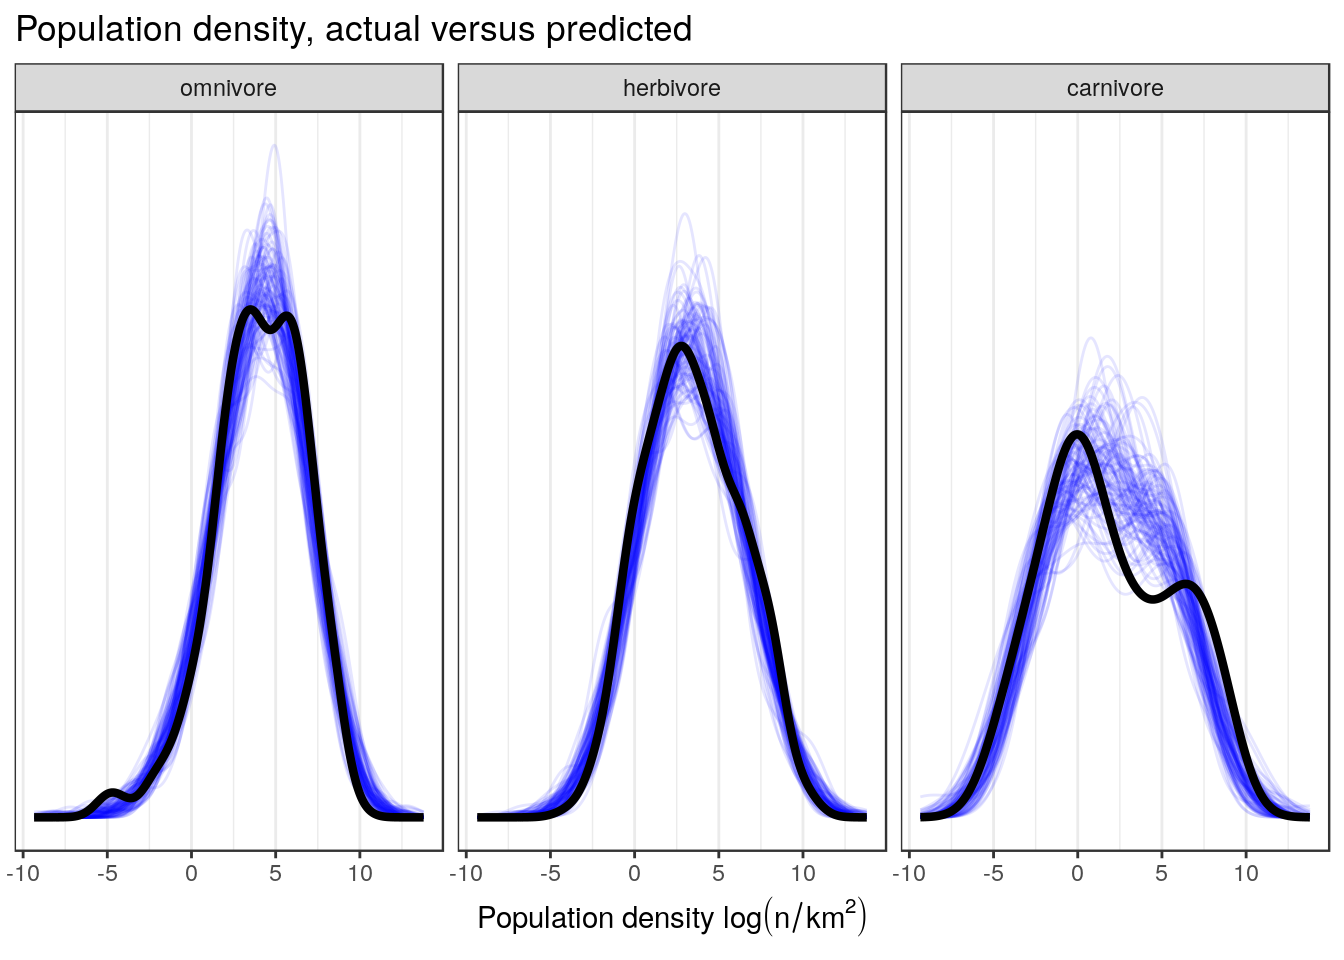 Population density, actual versus predicted
omnivore herbivore carnivore
-10 -5 0 5 10 -10 -5 0 5 10 -10 -5 0 5 10
Population density log(n/km²)